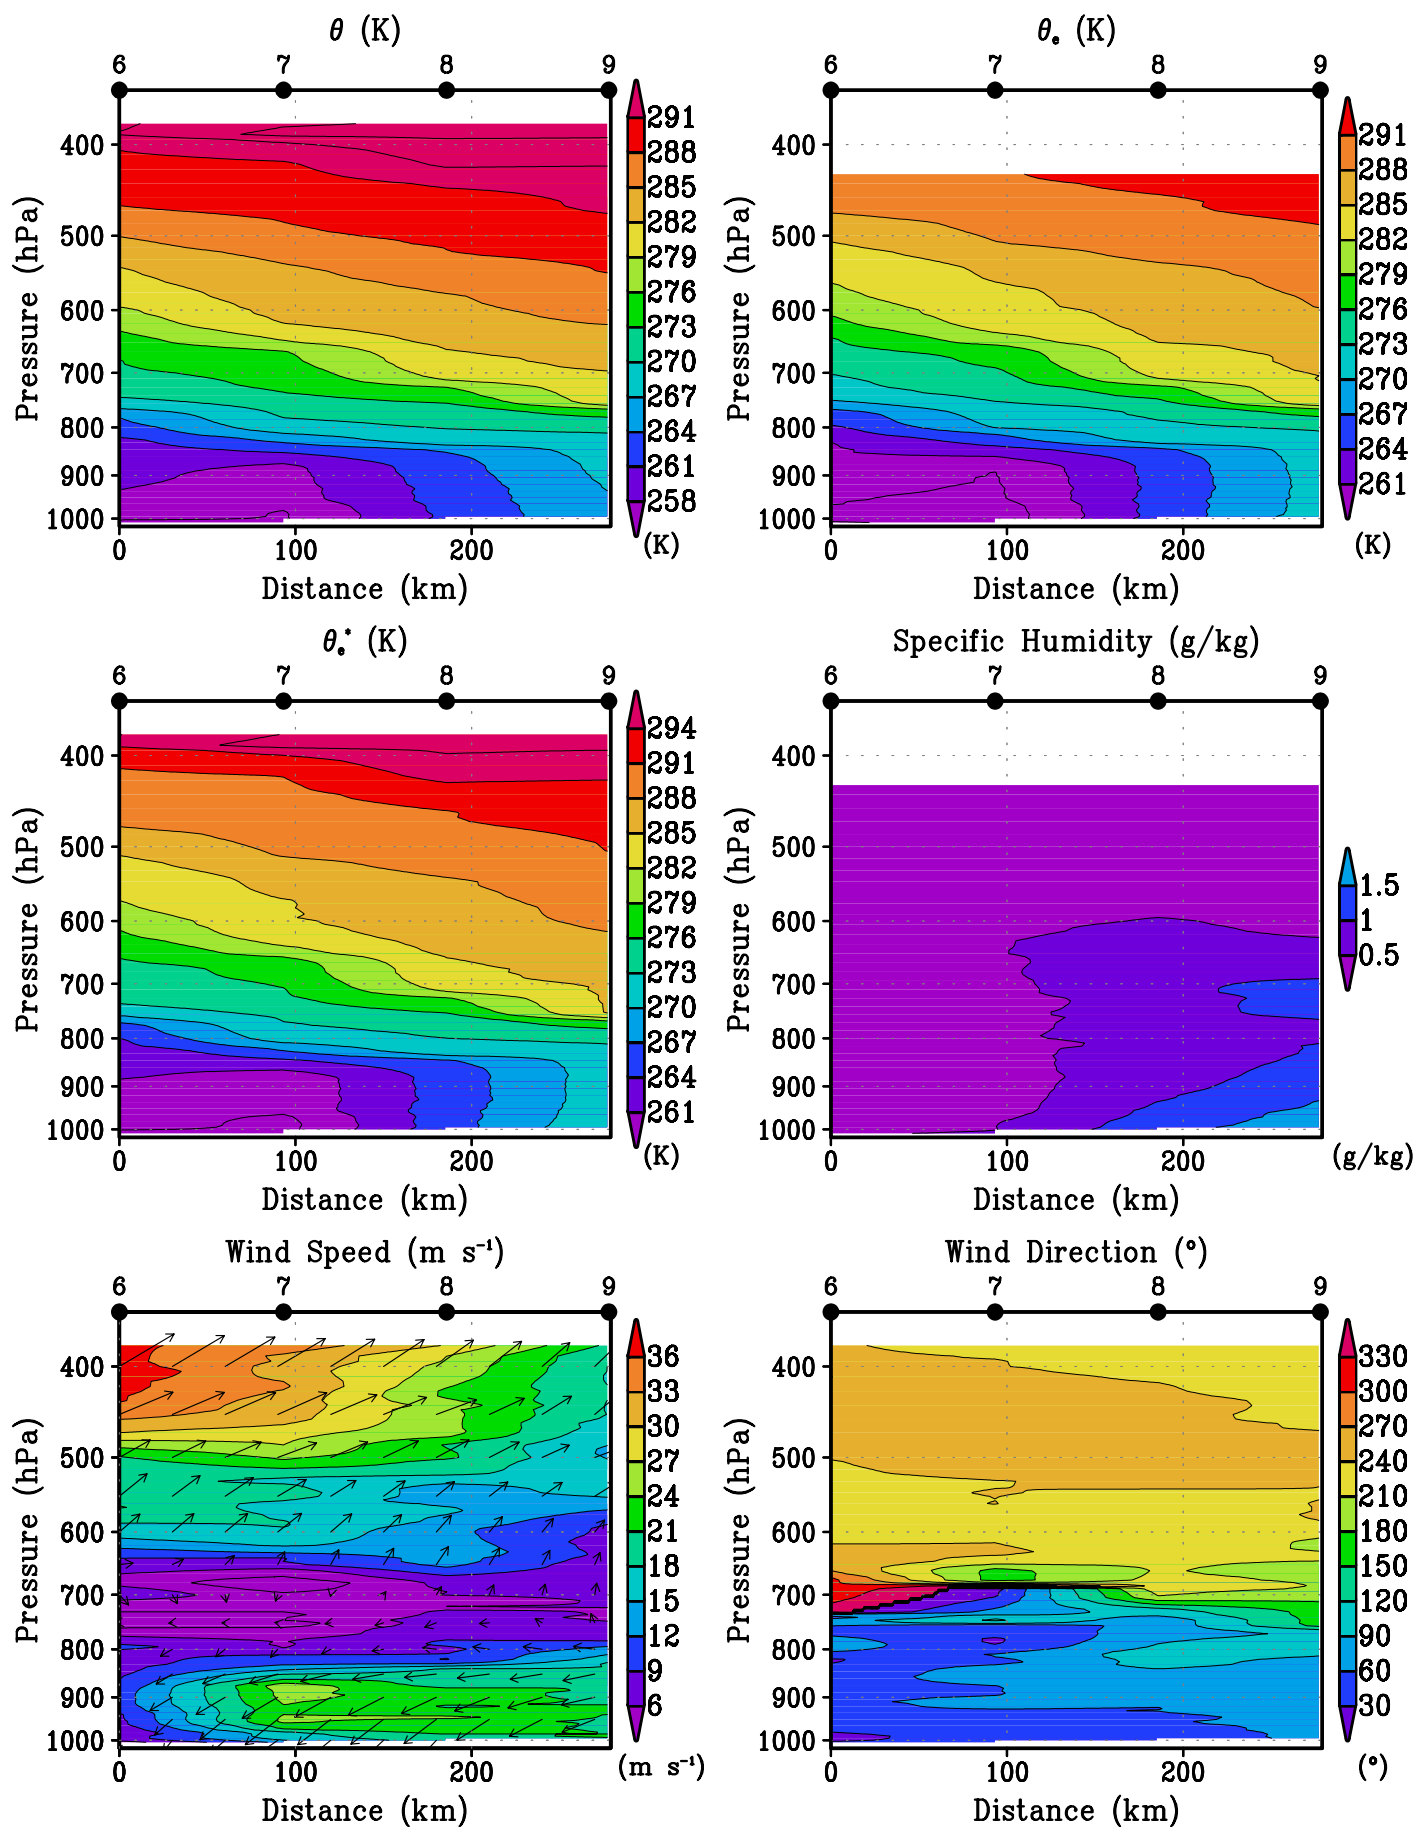 θ (K)
6 7 8 9
400
500
600
700
800
900
1000
Pressure (hPa)
0 100 200
Distance (km)
291
288
285
282
279
276
273
270
267
264
261
258
(K)
θe (K)
6 7 8 9
400
500
600
700
800
900
1000
Pressure (hPa)
0 100 200
Distance (km)
291
288
285
282
279
276
273
270
267
264
261
(K)
θe* (K)
6 7 8 9
400
500
600
700
800
900
1000
Pressure (hPa)
0 100 200
Distance (km)
294
291
288
285
282
279
276
273
270
267
264
261
(K)
Specific Humidity (g/kg)
6 7 8 9
400
500
600
700
800
900
1000
Pressure (hPa)
0 100 200
Distance (km)
1.5
1
0.5
(g/kg)
Wind Speed (m s⁻¹)
6 7 8 9
400
500
600
700
800
900
1000
Pressure (hPa)
0 100 200
Distance (km)
36
33
30
27
24
21
18
15
12
9
6
(m s⁻¹)
Wind Direction (°)
6 7 8 9
400
500
600
700
800
900
1000
Pressure (hPa)
0 100 200
Distance (km)
330
300
270
240
210
180
150
120
90
60
30
(°)